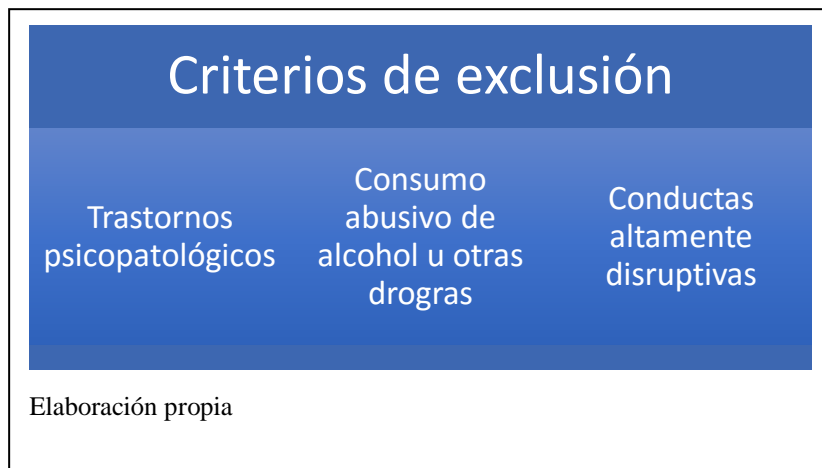 Criterios de exclusión
Trastornos
psicopatológicos
Consumo
abusivo de
alcohol u otras
drogras
Conductas
altamente
disruptivas
Elaboración propia